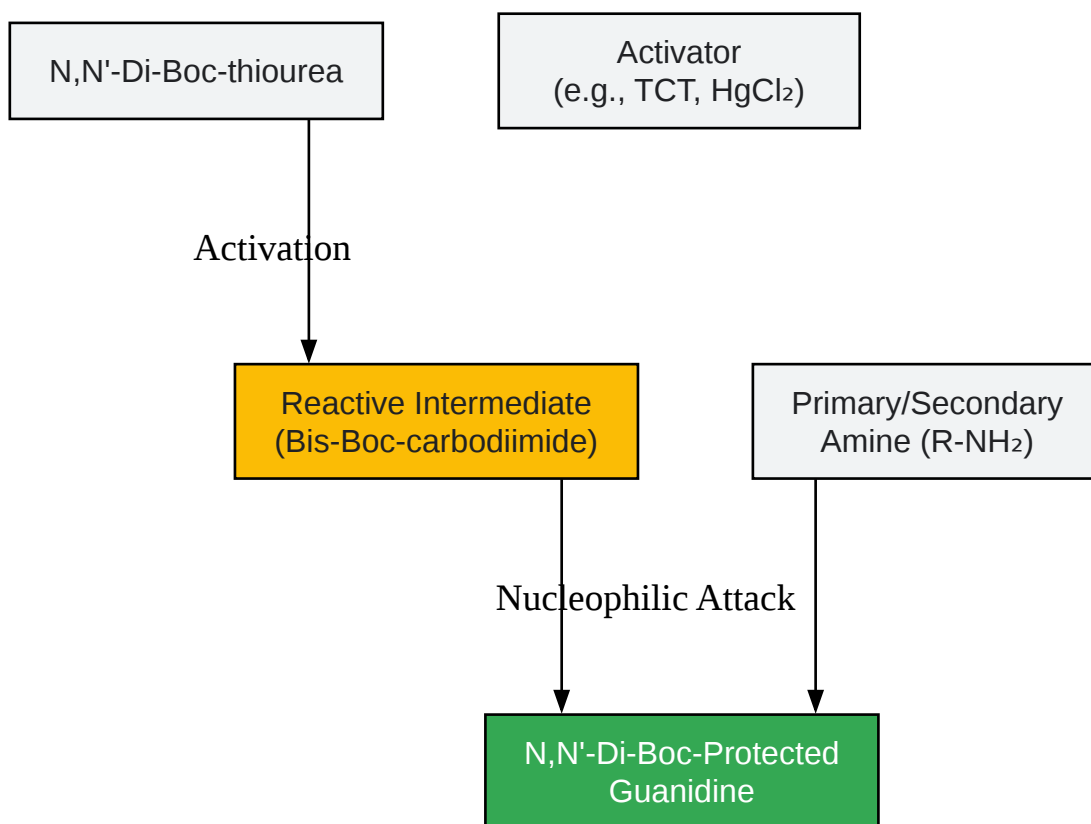 N,N'-Di-Boc-thiourea
Activator
(e.g., TCT, HgCl₂)
Activation
Reactive Intermediate
(Bis-Boc-carbodiimide)
Primary/Secondary
Amine (R-NH₂)
Nucleophilic Attack
N,N'-Di-Boc-Protected
Guanidine